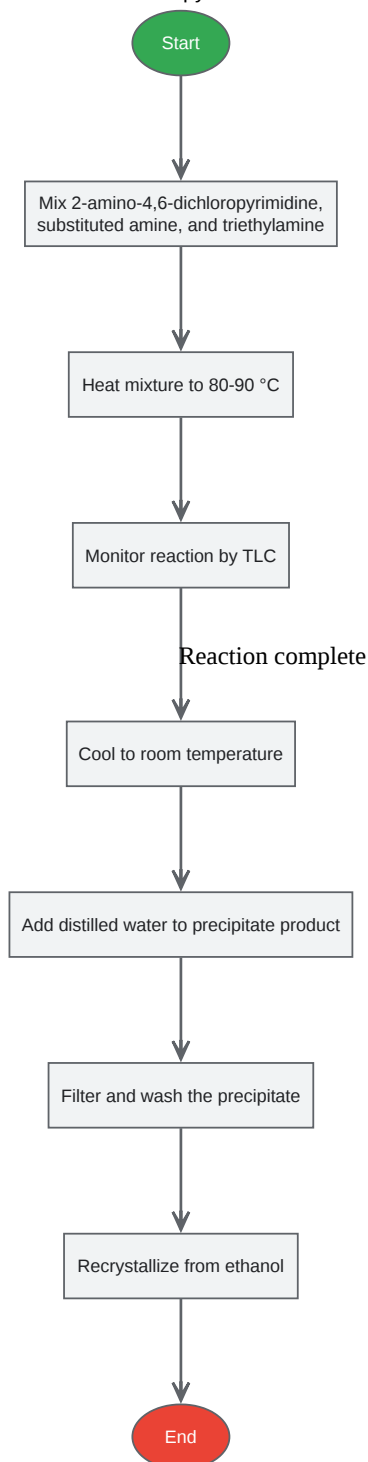 Start
Mix 2-amino-4,6-dichloropyrimidine,
substituted amine, and triethylamine
Heat mixture to 80-90 °C
Monitor reaction by TLC
Reaction complete
Cool to room temperature
Add distilled water to precipitate product
Filter and wash the precipitate
Recrystallize from ethanol
End